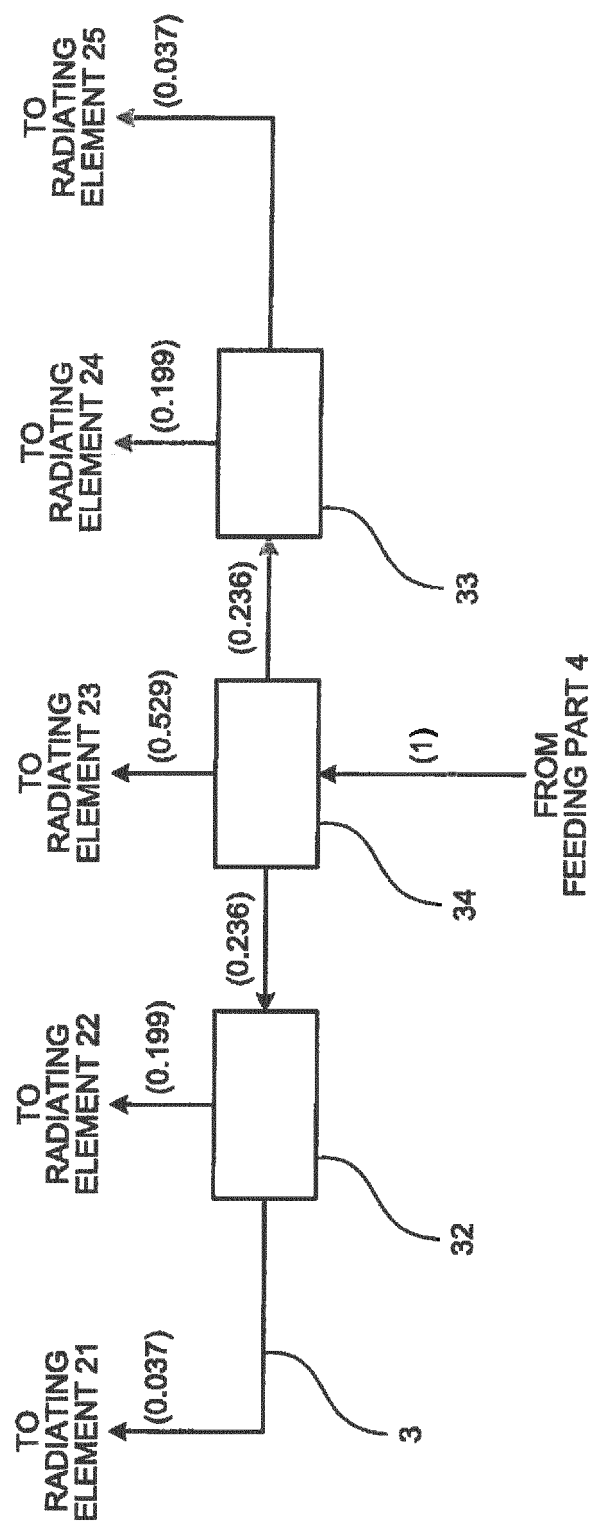 TO
RADIATING
ELEMENT 21
(0.037)
TO
RADIATING
ELEMENT 22
(0.199)
TO
RADIATING
ELEMENT 23
(0.529)
TO
RADIATING
ELEMENT 24
(0.199)
TO
RADIATING
ELEMENT 25
(0.037)
(0.236)
(0.236)
(1)
3
32
34
33
FROM
FEEDING PART 4